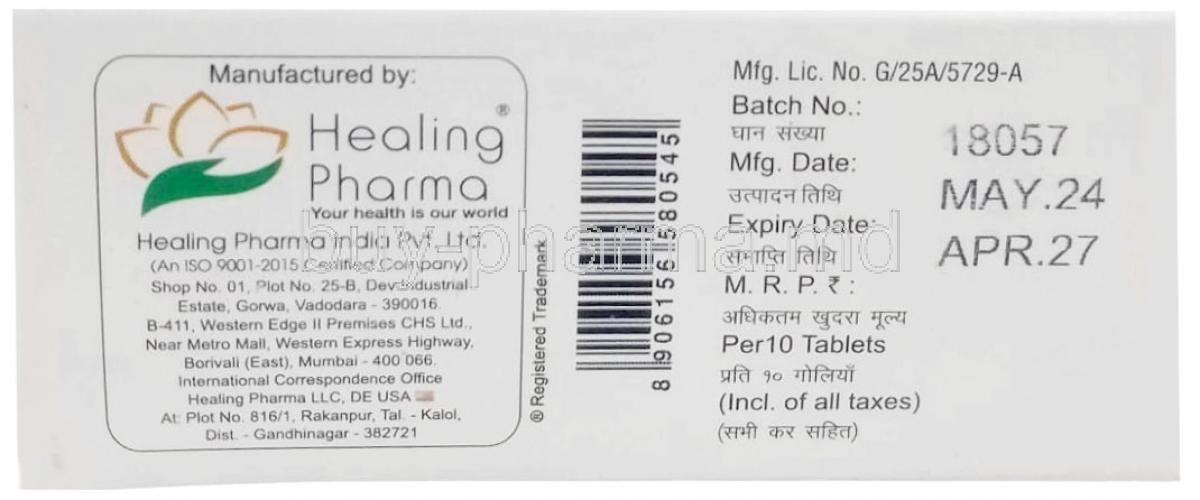 Manufactured by:
Healing ®
Pharma
Your health is our world
Healing Pharma India Pvt. Ltd.
(An ISO 9001-2015 Certified Company)
Shop No. 01, Plot No. 25-B, Dev Industrial
Estate, Gorwa, Vadodara - 390016.
B-411, Western Edge II Premises CHS Ltd.,
Near Metro Mall, Western Express Highway,
Borivali (East), Mumbai - 400 066.
International Correspondence Office
Healing Pharma LLC, DE USA
At: Plot No. 816/1, Rakanpur, Tal. - Kalol,
Dist. - Gandhinagar - 382721
® Registered Trademark
8 906156 580545
Mfg. Lic. No. G/25A/5729-A
Batch No.:
घान संख्या
18057
Mfg. Date:
उत्पादन तिथि
MAY.24
Expiry Date:
समाप्ति तिथि
APR.27
M. R. P. ₹ :
अधिकतम खुदरा मूल्य
Per10 Tablets
प्रति १० गोलियाँ
(Incl. of all taxes)
(सभी कर सहित)
buy-pharma.md